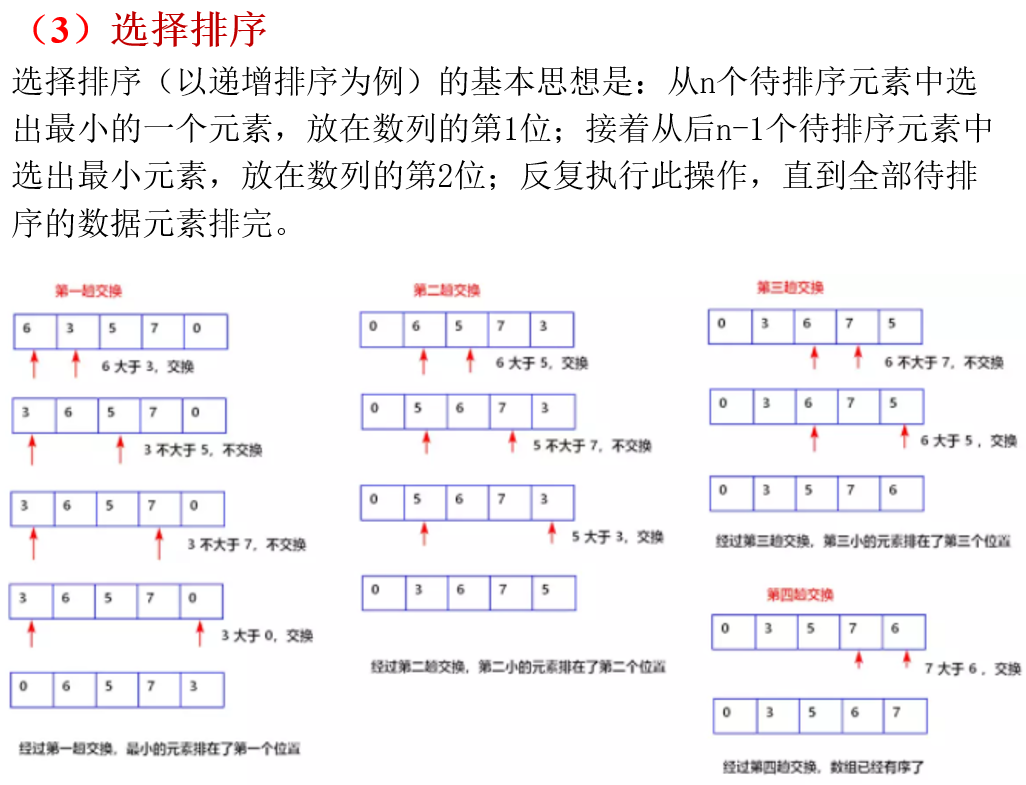 （3）选择排序
选择排序（以递增排序为例）的基本思想是：从n个待排序元素中选
出最小的一个元素，放在数列的第1位；接着从后n-1个待排序元素中
选出最小元素，放在数列的第2位；反复执行此操作，直到全部待排
序的数据元素排完。
第一趟交换
6 3 5 7 0
6 大于 3，交换
3 6 5 7 0
3 不大于 5，不交换
3 6 5 7 0
3 不大于 7，不交换
3 6 5 7 0
3 大于 0，交换
0 6 5 7 3
经过第一趟交换，最小的元素排在了第一个位置
第二趟交换
0 6 5 7 3
6 大于 5，交换
0 5 6 7 3
5 不大于 7，不交换
0 5 6 7 3
5 大于 3，交换
0 3 6 7 5
经过第二趟交换，第二小的元素排在了第二个位置
第三趟交换
0 3 6 7 5
6 不大于 7，不交换
0 3 6 7 5
6 大于 5 ，交换
0 3 5 7 6
经过第三趟交换，第三小的元素排在了第三个位置
第四趟交换
0 3 5 7 6
7 大于 6 ，交换
0 3 5 6 7
经过第四趟交换，数组已经有序了